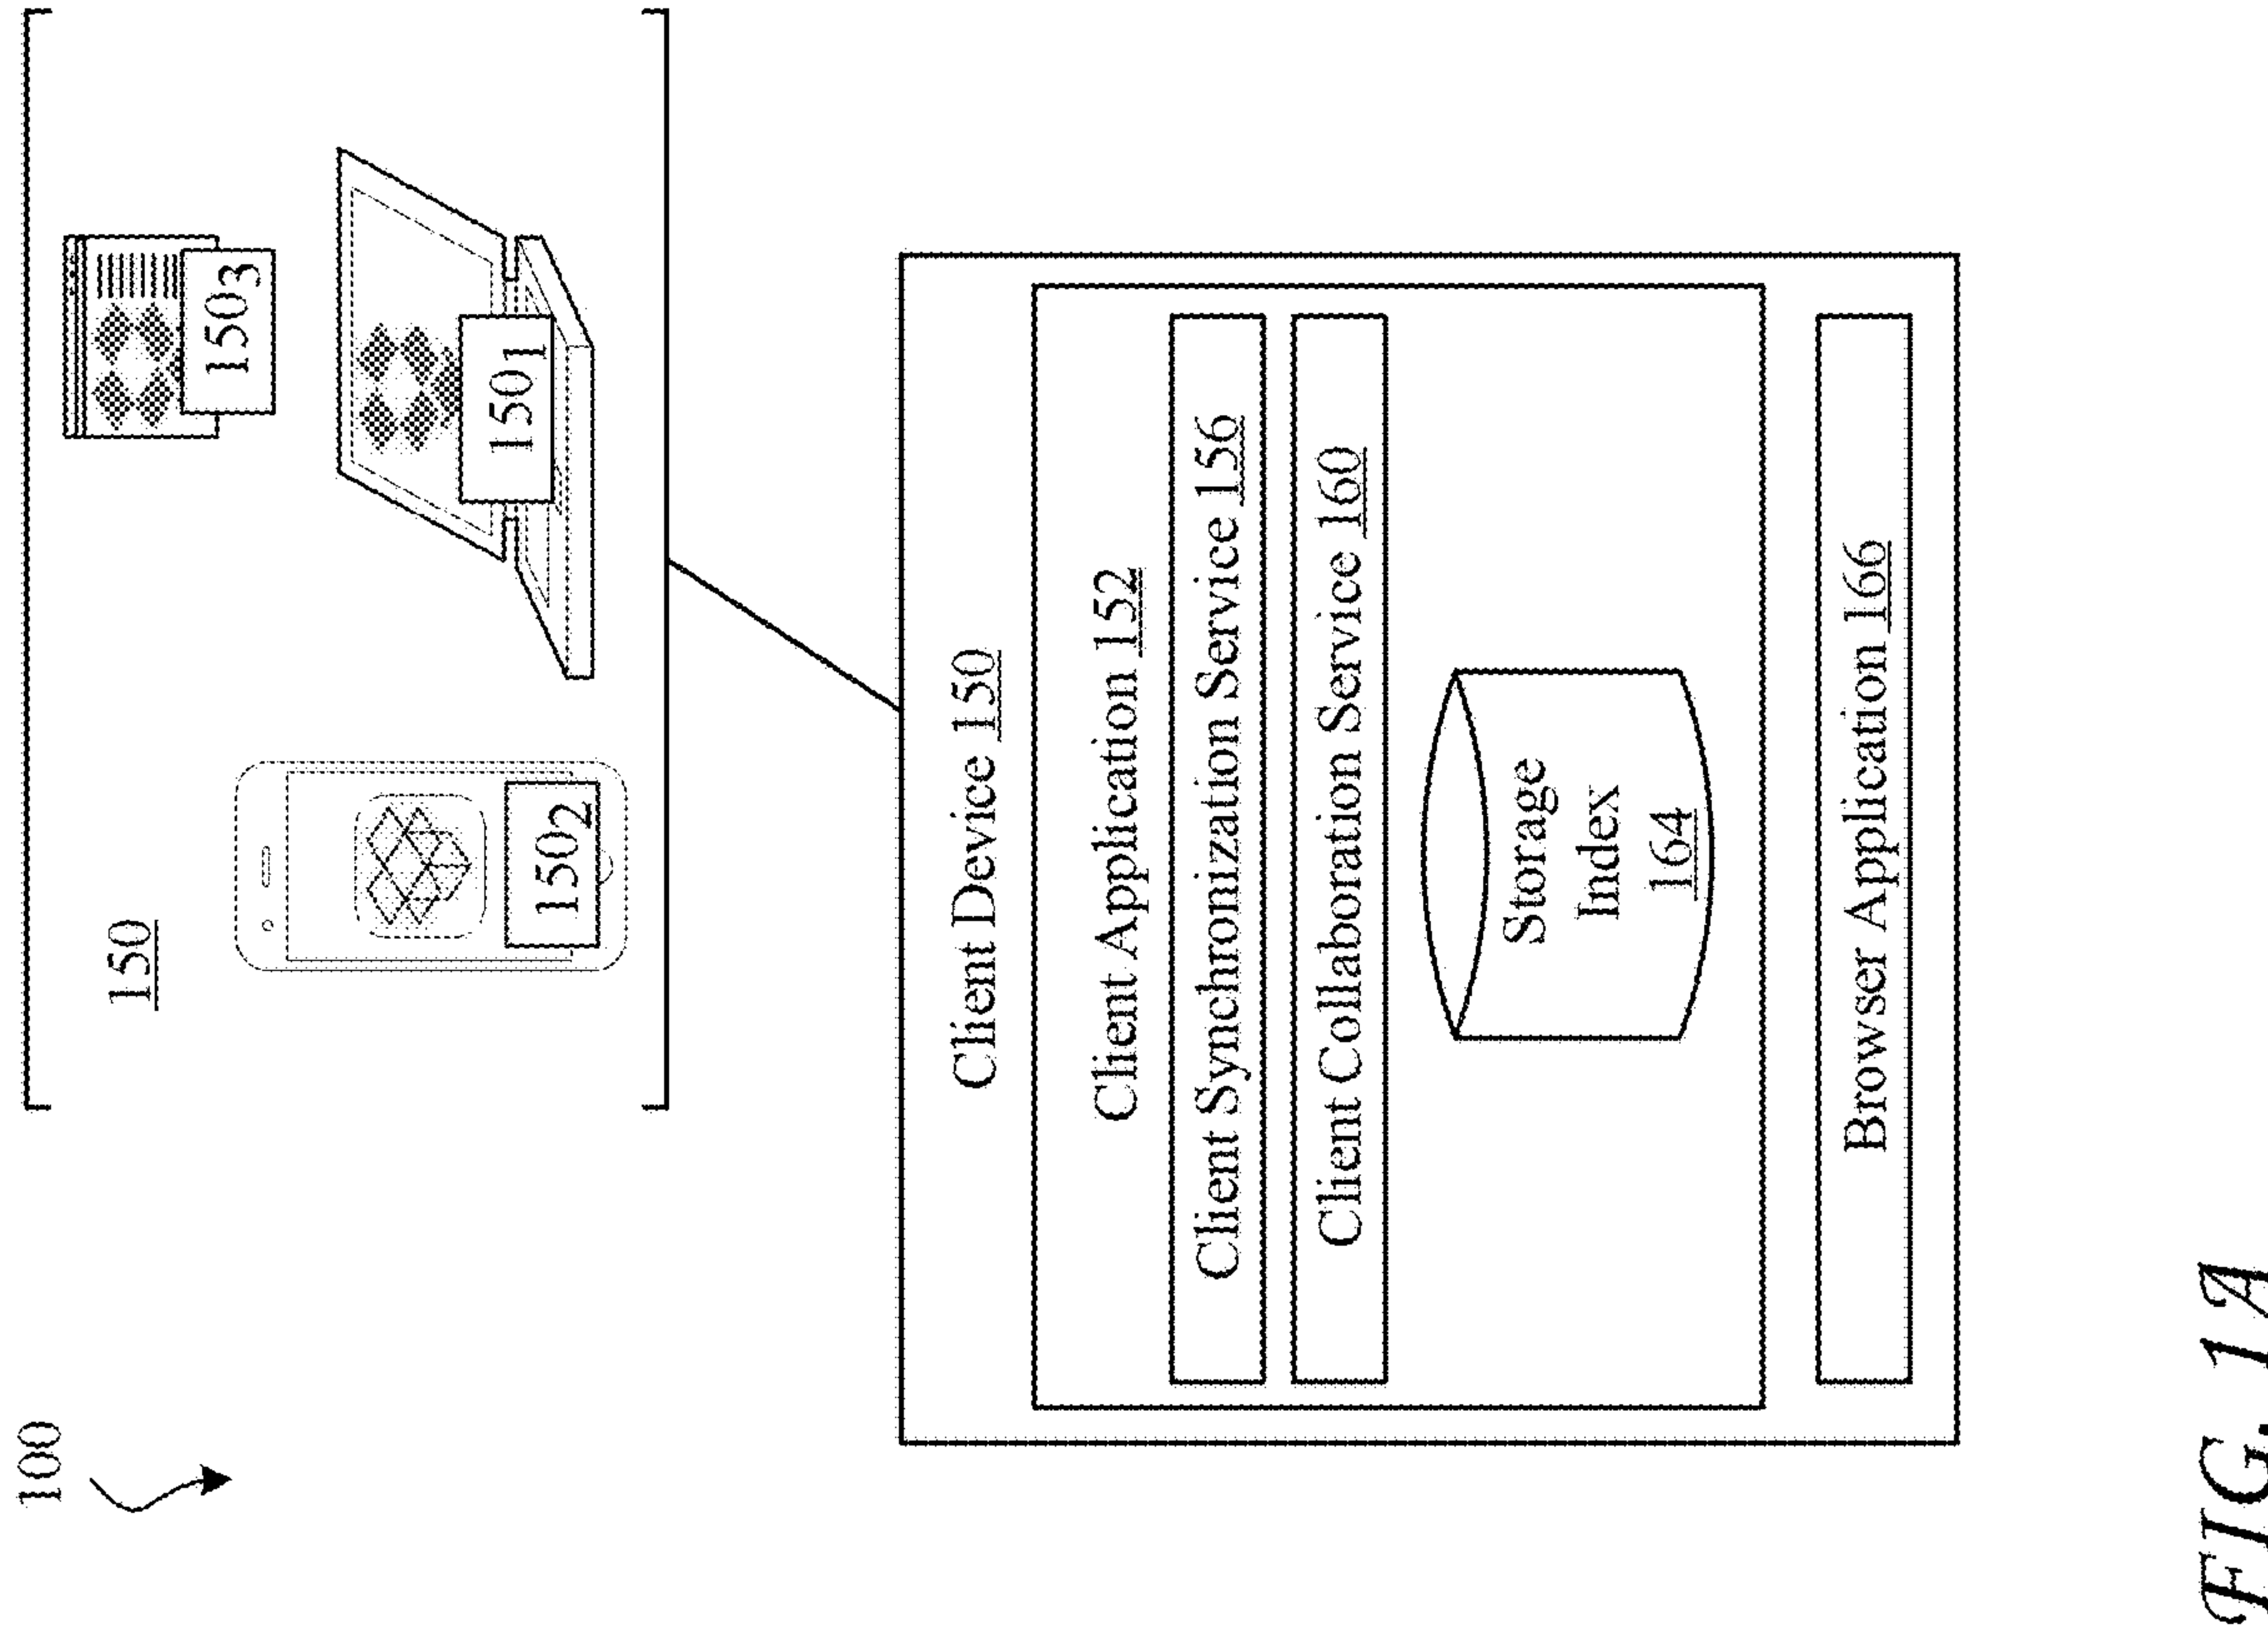 100
150
150₂
150₁
150₃
Client Device 150
Client Application 152
Client Synchronization Service 156
Client Collaboration Service 160
Storage
Index
164
Browser Application 166
FIG. 1A